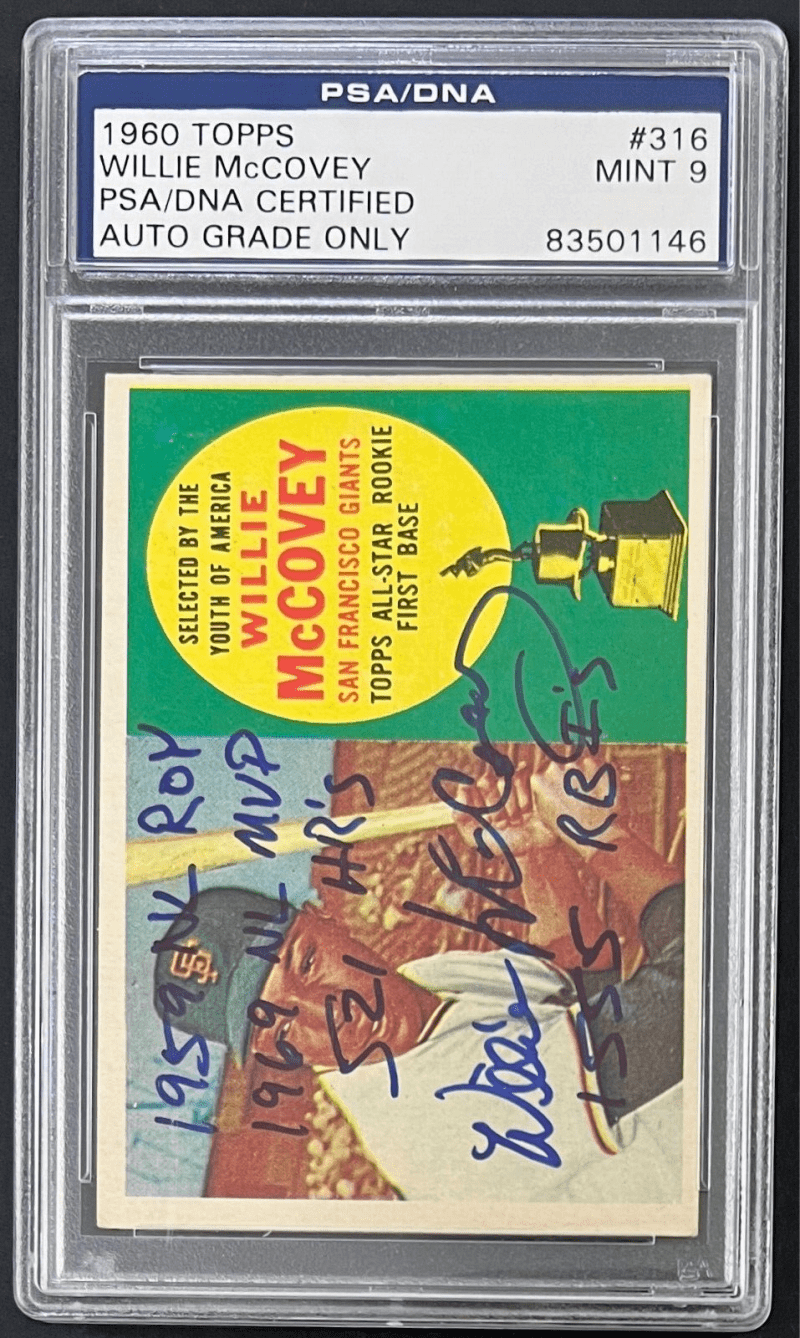 PSA/DNA
1960 TOPPS #316
WILLIE McCOVEY MINT 9
PSA/DNA CERTIFIED
AUTO GRADE ONLY 83501146
SELECTED BY THE
YOUTH OF AMERICA
WILLIE
McCOVEY
SAN FRANCISCO GIANTS
TOPPS ALL-STAR ROOKIE
FIRST BASE
SF
1959 NL ROY
1969 NL MVP
521 HR'S
Willie McCovey
1555 RBI'S